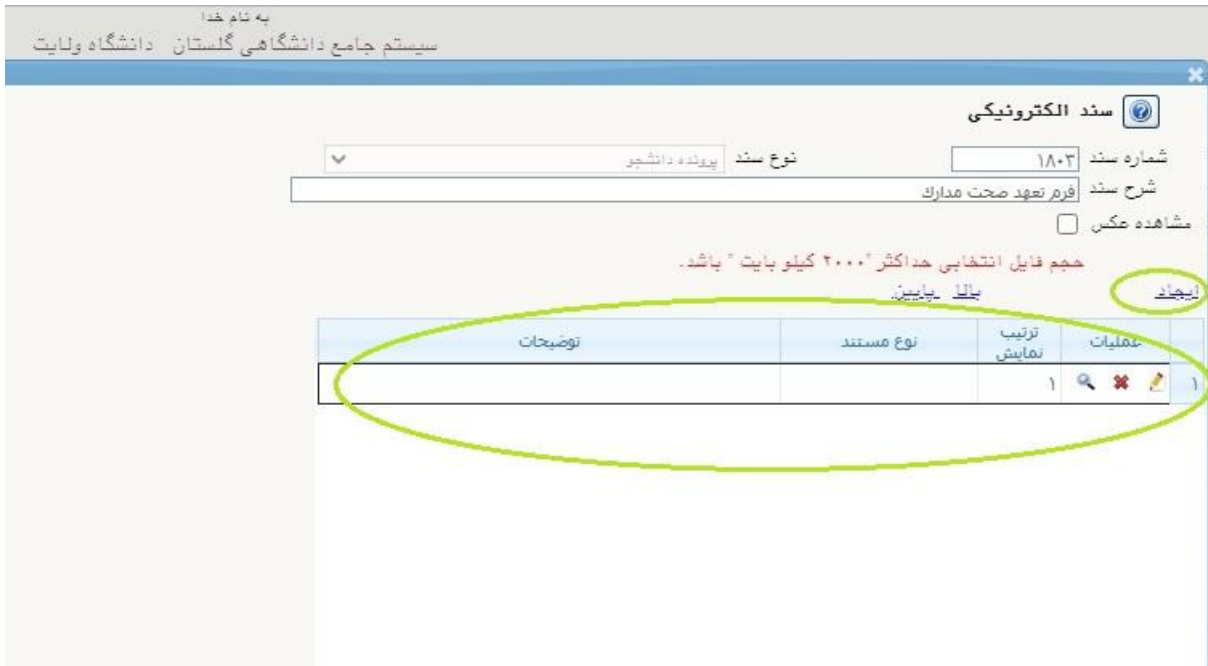 به نام خدا
سیستم جامع دانشگاهی گلستان دانشگاه ولایت
سند الکترونیکی
شماره سند ۱۸۰۳ نوع سند پرونده دانشجو
شرح سند فرم تعهد صحت مدارك
مشاهده عکس
حجم فایل انتخابی حداکثر "۲۰۰۰ کیلو بایت " باشد.
ایجاد بالا پایین
عملیات ترتیب نمایش نوع مستند توضیحات
۱ ۱